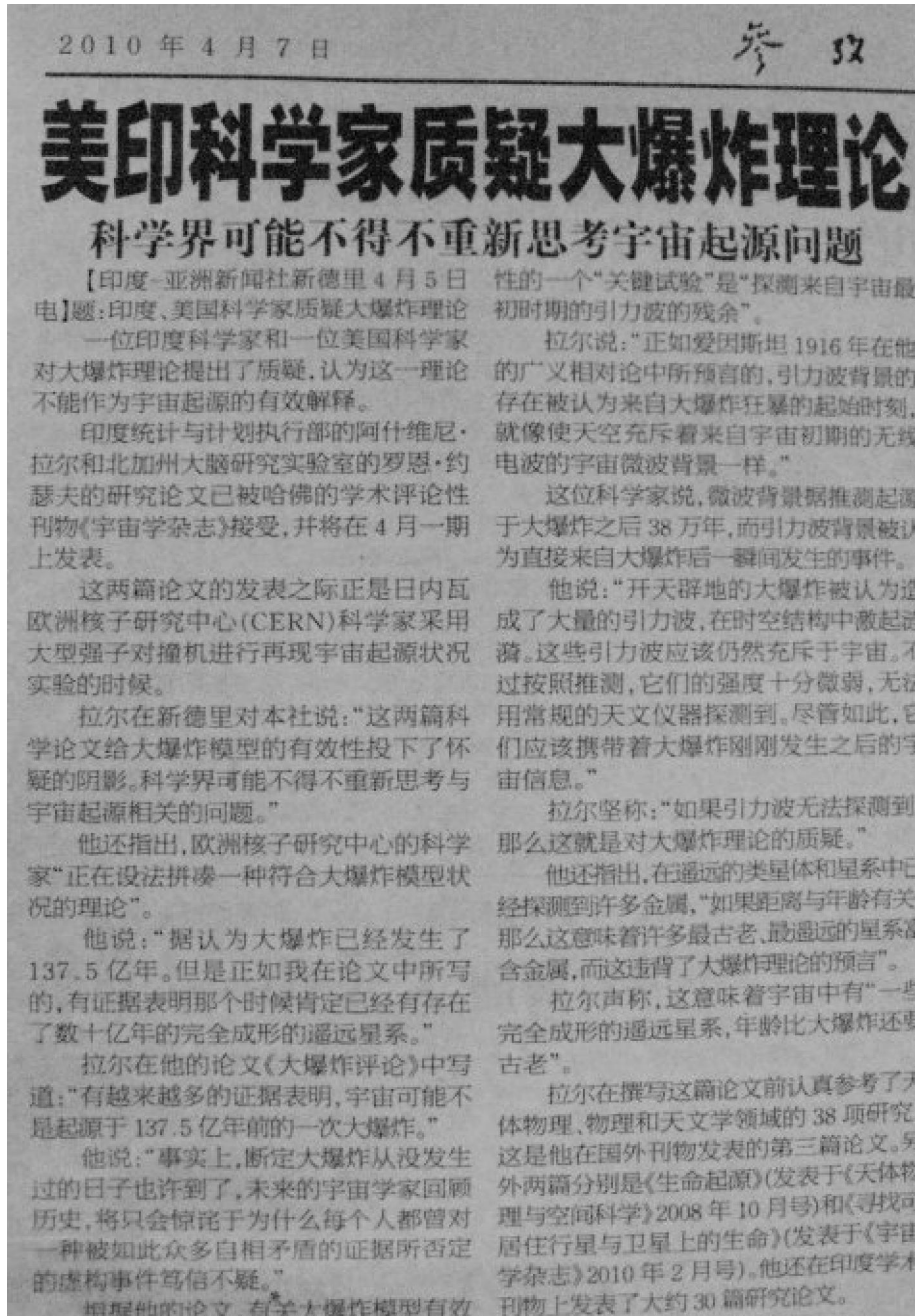 2010年4月7日
参攷
美印科学家质疑大爆炸理论
科学界可能不得不重新思考宇宙起源问题
【印度-亚洲新闻社新德里4月5日
电】题:印度、美国科学家质疑大爆炸理论
一位印度科学家和一位美国科学家
对大爆炸理论提出了质疑,认为这一理论
不能作为宇宙起源的有效解释。
印度统计与计划执行部的阿什维尼·
拉尔和北加州大脑研究实验室的罗恩·约
瑟夫的研究论文已被哈佛的学术评论性
刊物《宇宙学杂志》接受,并将在4月一期
上发表。
这两篇论文的发表之际正是日内瓦
欧洲核子研究中心(CERN)科学家采用
大型强子对撞机进行再现宇宙起源状况
实验的时候。
拉尔在新德里对本社说:“这两篇科
学论文给大爆炸模型的有效性投下了怀
疑的阴影。科学界可能不得不重新思考与
宇宙起源相关的问题。”
他还指出,欧洲核子研究中心的科学
家“正在设法拼凑一种符合大爆炸模型状
况的理论”。
他说:“据认为大爆炸已经发生了
137.5亿年。但是正如我在论文中所写
的,有证据表明那个时候肯定已经有存在
了数十亿年的完全成形的遥远星系。”
拉尔在他的论文《大爆炸评论》中写
道:“有越来越多的证据表明,宇宙可能不
是起源于137.5亿年前的一次大爆炸。”
他说:“事实上,断定大爆炸从没发生
过的日子也许到了,未来的宇宙学家回顾
历史,将只会惊诧于为什么每个人都曾对
一种被如此众多自相矛盾的证据所否定
的虚构事件笃信不疑。”
根据他的论文,有关大爆炸模型有效
性的一个“关键试验”是“探测来自宇宙最
初时期的引力波的残余”。
拉尔说:“正如爱因斯坦1916年在他
的广义相对论中所预言的,引力波背景的
存在被认为来自大爆炸狂暴的起始时刻,
就像使天空充斥着来自宇宙初期的无线
电波的宇宙微波背景一样。”
这位科学家说,微波背景据推测起源
于大爆炸之后38万年,而引力波背景被认
为直接来自大爆炸后一瞬间发生的事件。
他说:“开天辟地的大爆炸被认为造
成了大量的引力波,在时空结构中激起涟
漪。这些引力波应该仍然充斥于宇宙。不
过按照推测,它们的强度十分微弱,无法
用常规的天文仪器探测到。尽管如此,它
们应该携带着大爆炸刚刚发生之后的宇
宙信息。”
拉尔坚称:“如果引力波无法探测到
那么这就是对大爆炸理论的质疑。”
他还指出,在遥远的类星体和星系中已
经探测到许多金属,“如果距离与年龄有关
那么这意味着许多最古老、最遥远的星系富
含金属,而这违背了大爆炸理论的预言”。
拉尔声称,这意味着宇宙中有“一些
完全成形的遥远星系,年龄比大爆炸还要
古老”。
拉尔在撰写这篇论文前认真参考了天
体物理、物理和天文学领域的38项研究
这是他在国外刊物发表的第三篇论文。另
外两篇分别是《生命起源》(发表于《天体物
理与空间科学》2008年10月号)和《寻找可
居住行星与卫星上的生命》(发表于《宇宙
学杂志》2010年2月号)。他还在印度学术
刊物上发表了大约30篇研究论文。